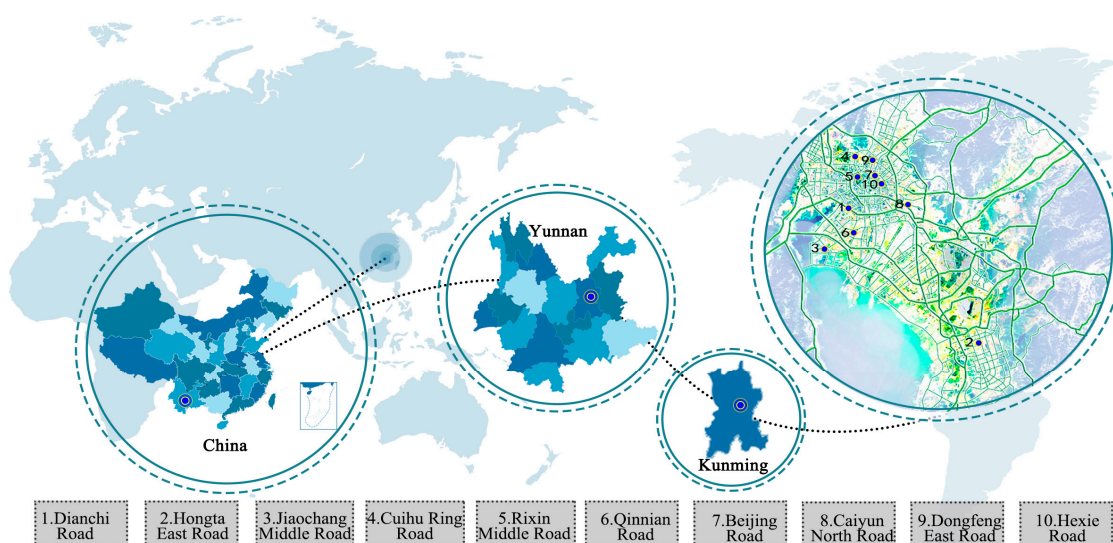 Yunnan
China
Kunming
4
9
5
7
10
1
8
6
3
2
1.Dianchi
Road
2.Hongta
East Road
3.Jiaochang
Middle Road
4.Cuihu Ring
Road
5.Rixin
Middle Road
6.Qinnian
Road
7.Beijing
Road
8.Caiyun
North Road
9.Dongfeng
East Road
10.Hexie
Road